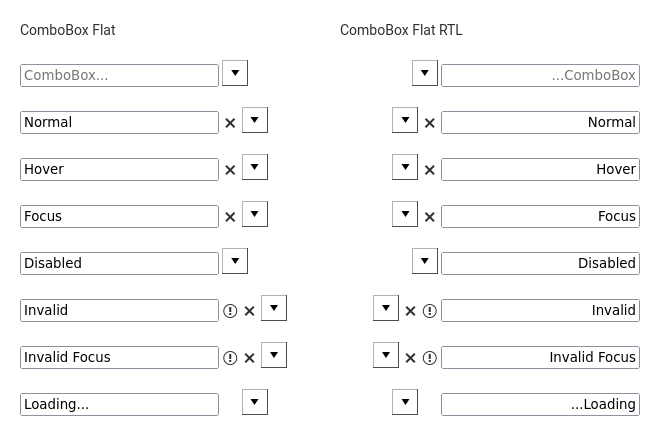 ComboBox Flat
ComboBox Flat RTL
ComboBox...
...ComboBox
Normal
Normal
Hover
Hover
Focus
Focus
Disabled
Disabled
Invalid
Invalid
Invalid Focus
Invalid Focus
Loading...
...Loading